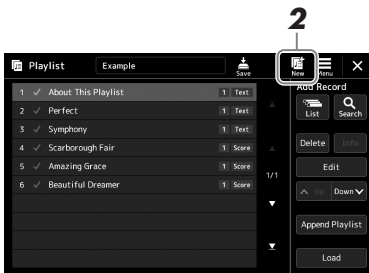 2
Playlist Example Save New Menu
Add Record
1 About This Playlist 1 Text
2 Perfect 1 Text
3 Symphony 1 Text
4 Scarborough Fair 1 Score
5 Amazing Grace 1 Score
6 Beautiful Dreamer 1 Score
1/1
List Search
Delete Info
Edit
Up Down
Append Playlist
Load